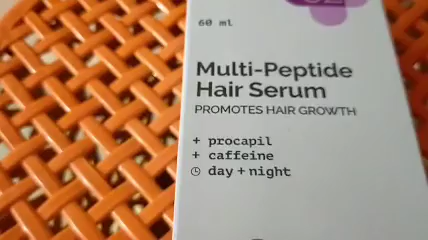 60 ml
Multi-Peptide
Hair Serum
PROMOTES HAIR GROWTH
+ procapil
+ caffeine
day + night